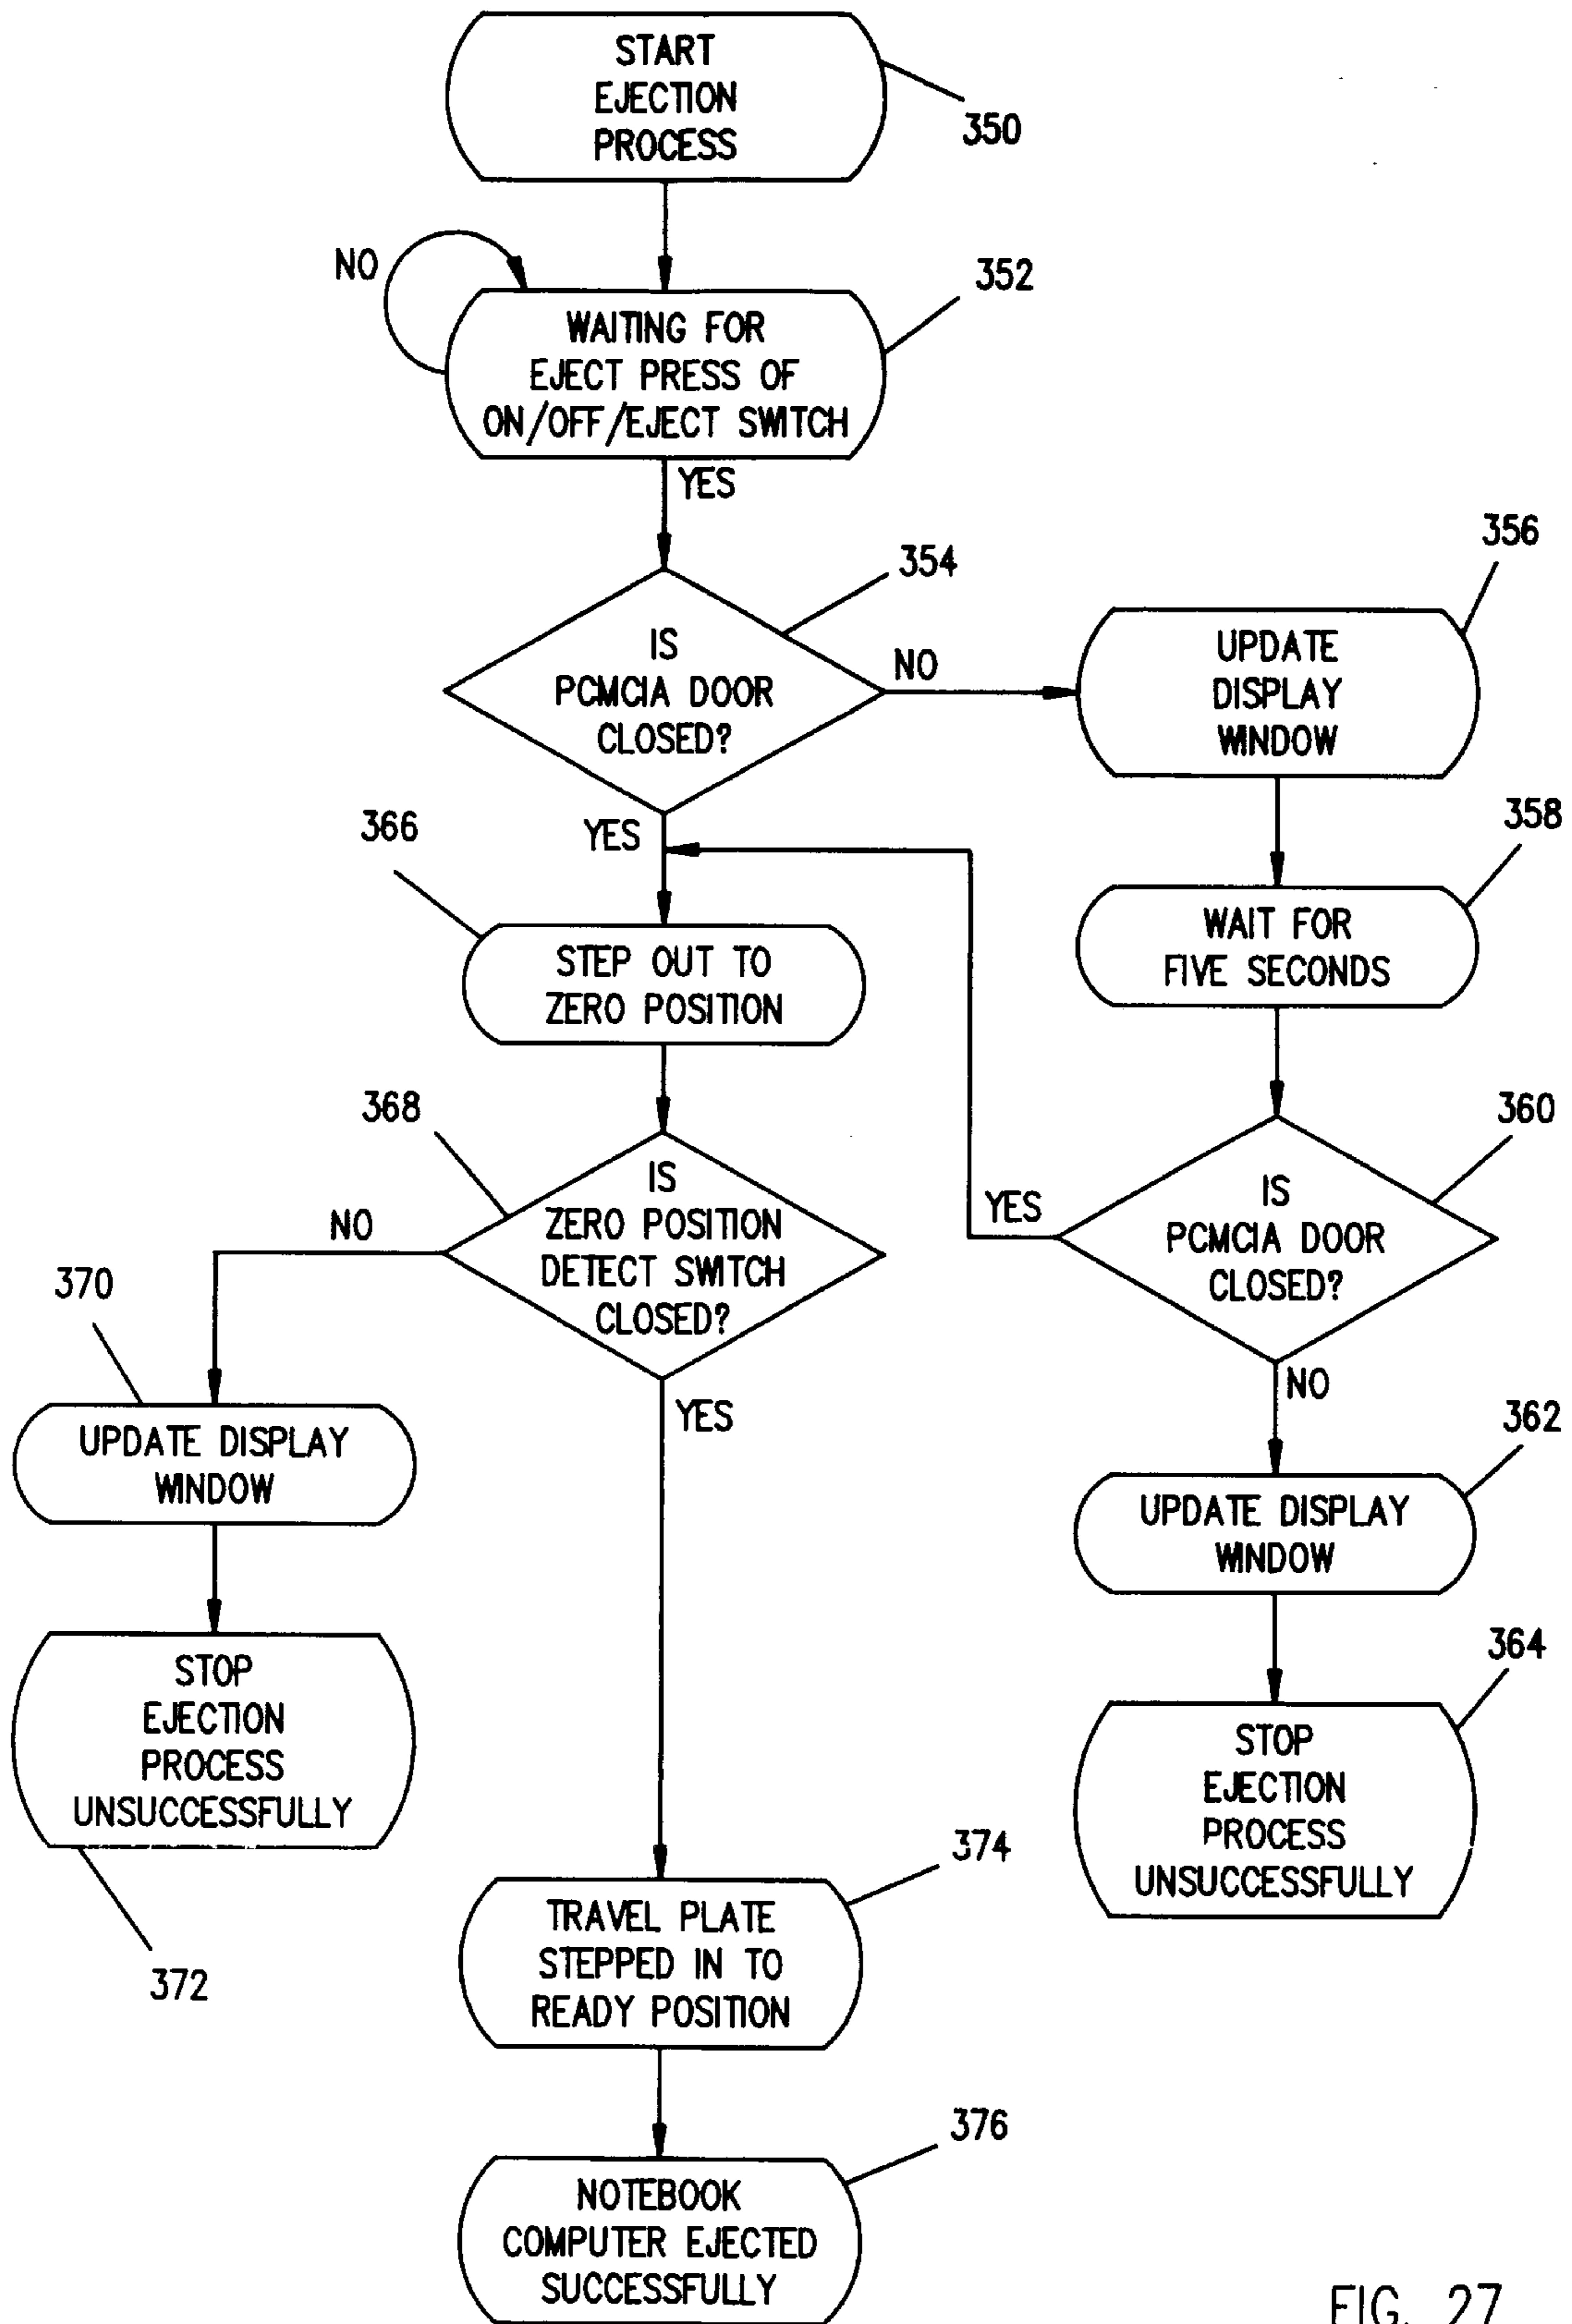 START
EJECTION
PROCESS
350
NO
352
WAITING FOR
EJECT PRESS OF
ON/OFF/EJECT SWITCH
YES
354
IS
PCMCIA DOOR
CLOSED?
NO
356
UPDATE
DISPLAY
WINDOW
YES
358
WAIT FOR
FIVE SECONDS
366
STEP OUT TO
ZERO POSITION
360
IS
PCMCIA DOOR
CLOSED?
YES
NO
368
IS
ZERO POSITION
DETECT SWITCH
CLOSED?
NO
YES
370
UPDATE DISPLAY
WINDOW
362
UPDATE DISPLAY
WINDOW
STOP
EJECTION
PROCESS
UNSUCCESSFULLY
372
364
STOP
EJECTION
PROCESS
UNSUCCESSFULLY
374
TRAVEL PLATE
STEPPED IN TO
READY POSITION
376
NOTEBOOK
COMPUTER EJECTED
SUCCESSFULLY
FIG. 27